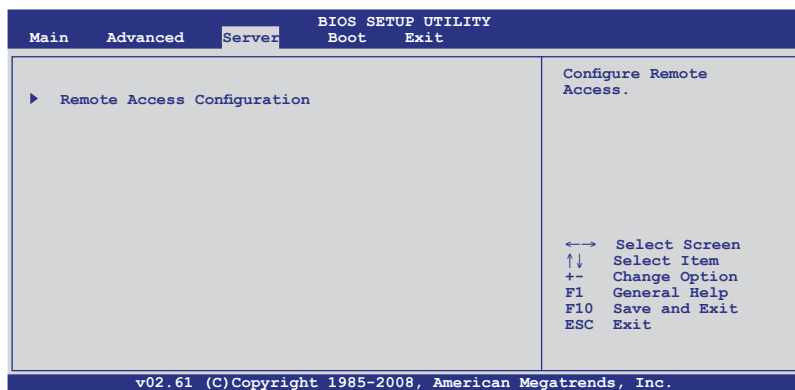 BIOS SETUP UTILITY
Main Advanced Server Boot Exit
Remote Access Configuration
Configure Remote
Access.
←→ Select Screen
↑↓ Select Item
+- Change Option
F1 General Help
F10 Save and Exit
ESC Exit
v02.61 (C)Copyright 1985-2008, American Megatrends, Inc.